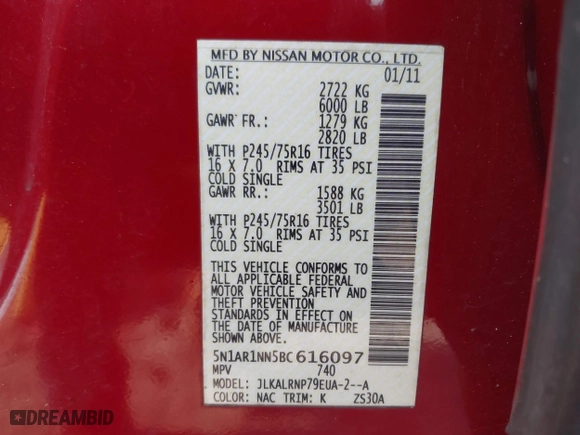 MFD BY NISSAN MOTOR CO., LTD.
DATE: 01/11
GVWR: 2722 KG
6000 LB
GAWR FR.: 1279 KG
2820 LB
WITH P245/75R16 TIRES
16 X 7.0 RIMS AT 35 PSI
COLD SINGLE
GAWR RR.: 1588 KG
3501 LB
WITH P245/75R16 TIRES
16 X 7.0 RIMS AT 35 PSI
COLD SINGLE
THIS VEHICLE CONFORMS TO
ALL APPLICABLE FEDERAL
MOTOR VEHICLE SAFETY AND
THEFT PREVENTION
STANDARDS IN EFFECT ON
THE DATE OF MANUFACTURE
SHOWN ABOVE.
5N1AR1NN5BC616097
MPV 740
MODEL: JLKALRNP79EUA-2--A
COLOR: NAC TRIM: K ZS30A
© DREAMBID